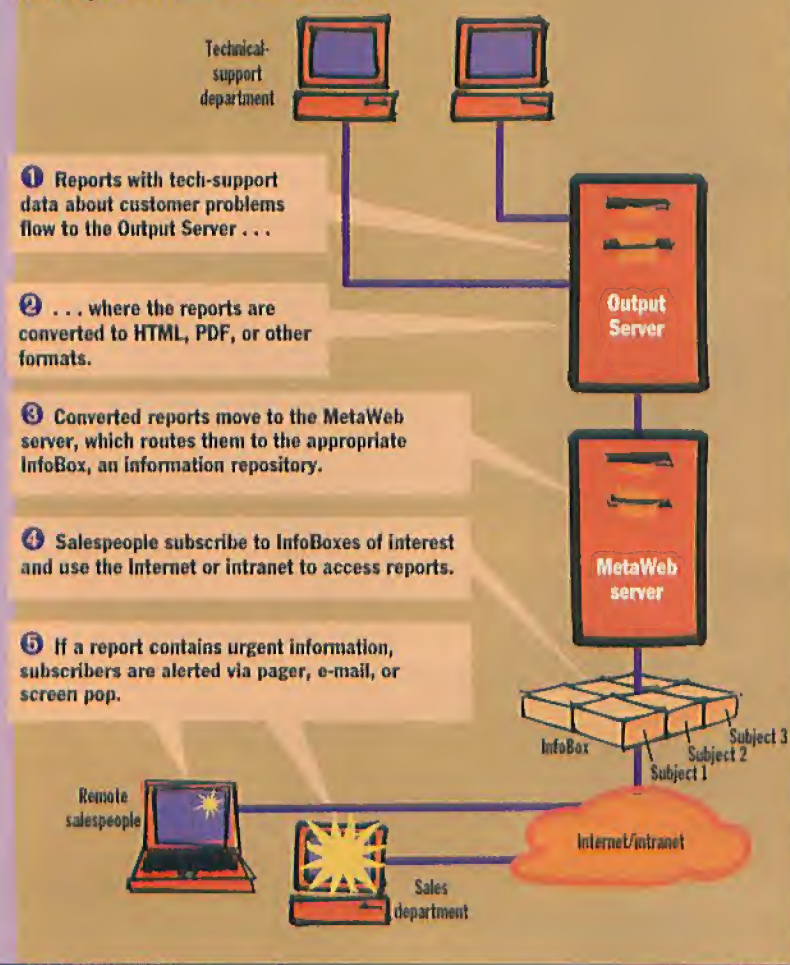 Technical-
support
department
❶ Reports with tech-support
data about customer problems
flow to the Output Server . . .
❷ . . . where the reports are
converted to HTML, PDF, or other
formats.
Output
Server
❸ Converted reports move to the MetaWeb
server, which routes them to the appropriate
InfoBox, an information repository.
❹ Salespeople subscribe to InfoBoxes of interest
and use the Internet or intranet to access reports.
MetaWeb
server
❺ If a report contains urgent information,
subscribers are alerted via pager, e-mail, or
screen pop.
InfoBox
Subject 1
Subject 2
Subject 3
Remote
salespeople
Internet/intranet
Sales
department